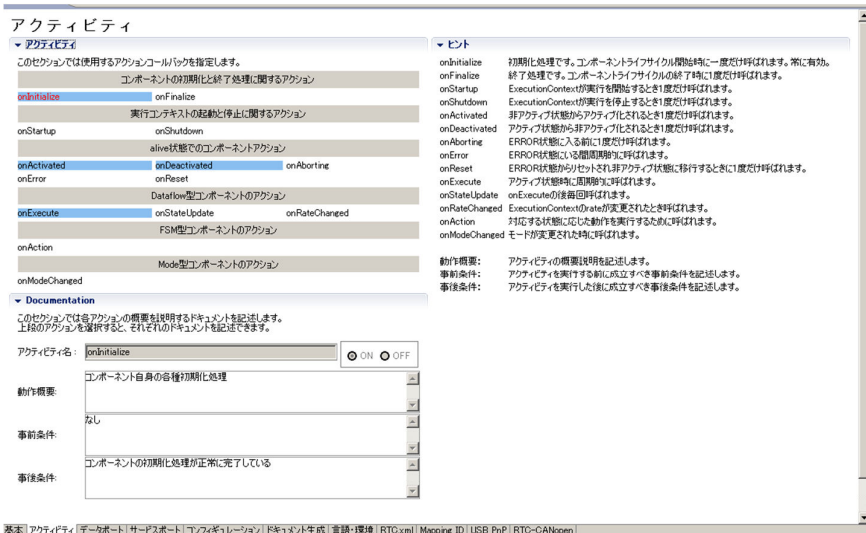 アクティビティ
アクティビティ
このセクションでは使用するアクションコールバックを指定します。
コンポーネントの初期化と終了処理に関するアクション
onInitialize onFinalize
実行コンテキストの起動と停止に関するアクション
onStartup onShutdown
alive状態でのコンポーネントアクション
onActivated onDeactivated onAborting
onError onReset
Dataflow型コンポーネントのアクション
onExecute onStateUpdate onRateChanged
FSM型コンポーネントのアクション
onAction
Mode型コンポーネントのアクション
onModeChanged
Documentation
このセクションでは各アクションの概要を説明するドキュメントを記述します。
上段のアクションを選択すると、それぞれのドキュメントを記述できます。
アクティビティ名: onInitialize ON OFF
動作概要: コンポーネント自身の各種初期化処理
事前条件: なし
事後条件: コンポーネントの初期化処理が正常に完了している
ヒント
onInitialize 初期化処理です。コンポーネントライフサイクル開始時に一度だけ呼ばれます。常に有効。
onFinalize 終了処理です。コンポーネントライフサイクルの終了時に1度だけ呼ばれます。
onStartup ExecutionContextが実行を開始するとき1度だけ呼ばれます。
onShutdown ExecutionContextが実行を停止するとき1度だけ呼ばれます。
onActivated 非アクティブ状態からアクティブ化されるとき1度だけ呼ばれます。
onDeactivated アクティブ状態から非アクティブ化されるとき1度だけ呼ばれます。
onAborting ERROR状態に入る前に1度だけ呼ばれます。
onError ERROR状態にいる間周期的に呼ばれます。
onReset ERROR状態からリセットされ非アクティブ状態に移行するときに1度だけ呼ばれます。
onExecute アクティブ状態時に周期的に呼ばれます。
onStateUpdate onExecuteの後毎回呼ばれます。
onRateChanged ExecutionContextのrateが変更されたとき呼ばれます。
onAction 対応する状態に応じた動作を実行するために呼ばれます。
onModeChanged モードが変更された時に呼ばれます。
動作概要: アクティビティの概要説明を記述します。
事前条件: アクティビティを実行する前に成立すべき事前条件を記述します。
事後条件: アクティビティを実行した後に成立すべき事後条件を記述します。
基本 アクティビティ データポート サービスポート コンフィギュレーション ドキュメント生成 言語・環境 RTC.xml Mapping ID USB PnP RTC-CANopen